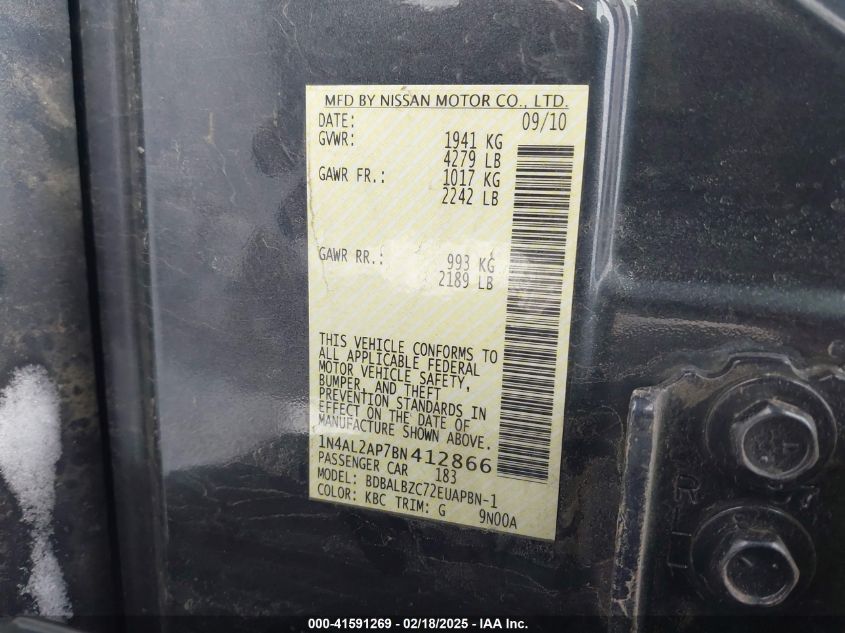 MFD BY NISSAN MOTOR CO., LTD.
DATE: 09/10
GVWR: 1941 KG
4279 LB
GAWR FR.: 1017 KG
2242 LB
GAWR RR.: 993 KG
2189 LB
THIS VEHICLE CONFORMS TO
ALL APPLICABLE FEDERAL
MOTOR VEHICLE SAFETY,
BUMPER, AND THEFT
PREVENTION STANDARDS IN
EFFECT ON THE DATE OF
MANUFACTURE SHOWN ABOVE.
1N4AL2AP7BN412866
PASSENGER CAR 183
MODEL: BDBALBZC72EUAPBN-1
COLOR: KBC TRIM: G 9N00A
000-41591269 - 02/18/2025 - IAA Inc.